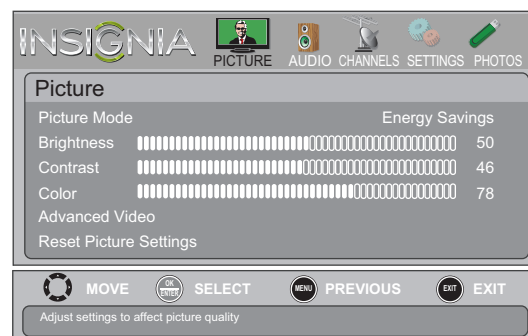 INSIGNIA
PICTURE AUDIO CHANNELS SETTINGS PHOTOS
Picture
Picture Mode Energy Savings
Brightness 50
Contrast 46
Color 78
Advanced Video
Reset Picture Settings
MOVE OK ENTER SELECT MENU PREVIOUS EXIT EXIT
Adjust settings to affect picture quality